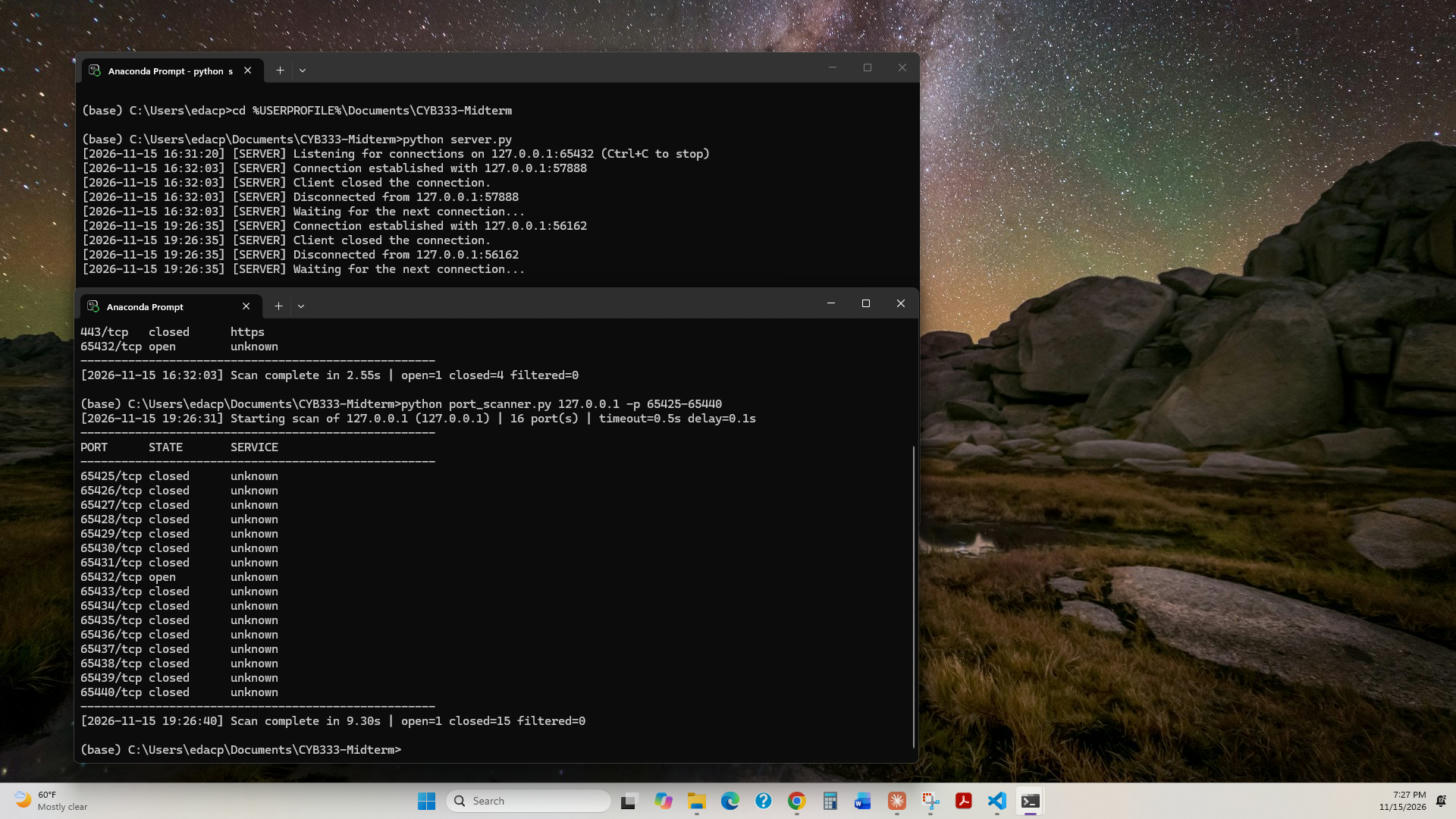 Anaconda Prompt - python s
(base) C:\Users\edacp>cd %USERPROFILE%\Documents\CYB333-Midterm
(base) C:\Users\edacp\Documents\CYB333-Midterm>python server.py
[2026-11-15 16:31:20] [SERVER] Listening for connections on 127.0.0.1:65432 (Ctrl+C to stop)
[2026-11-15 16:32:03] [SERVER] Connection established with 127.0.0.1:57888
[2026-11-15 16:32:03] [SERVER] Client closed the connection.
[2026-11-15 16:32:03] [SERVER] Disconnected from 127.0.0.1:57888
[2026-11-15 16:32:03] [SERVER] Waiting for the next connection...
[2026-11-15 19:26:35] [SERVER] Connection established with 127.0.0.1:56162
[2026-11-15 19:26:35] [SERVER] Client closed the connection.
[2026-11-15 19:26:35] [SERVER] Disconnected from 127.0.0.1:56162
[2026-11-15 19:26:35] [SERVER] Waiting for the next connection...
Anaconda Prompt
443/tcp closed https
65432/tcp open unknown
----------------------------------------------------
[2026-11-15 16:32:03] Scan complete in 2.55s | open=1 closed=4 filtered=0
(base) C:\Users\edacp\Documents\CYB333-Midterm>python port_scanner.py 127.0.0.1 -p 65425-65440
[2026-11-15 19:26:31] Starting scan of 127.0.0.1 (127.0.0.1) | 16 port(s) | timeout=0.5s delay=0.1s
----------------------------------------------------
PORT STATE SERVICE
----------------------------------------------------
65425/tcp closed unknown
65426/tcp closed unknown
65427/tcp closed unknown
65428/tcp closed unknown
65429/tcp closed unknown
65430/tcp closed unknown
65431/tcp closed unknown
65432/tcp open unknown
65433/tcp closed unknown
65434/tcp closed unknown
65435/tcp closed unknown
65436/tcp closed unknown
65437/tcp closed unknown
65438/tcp closed unknown
65439/tcp closed unknown
65440/tcp closed unknown
----------------------------------------------------
[2026-11-15 19:26:40] Scan complete in 9.30s | open=1 closed=15 filtered=0
(base) C:\Users\edacp\Documents\CYB333-Midterm>
60°F
Mostly clear
Search
7:27 PM
11/15/2026